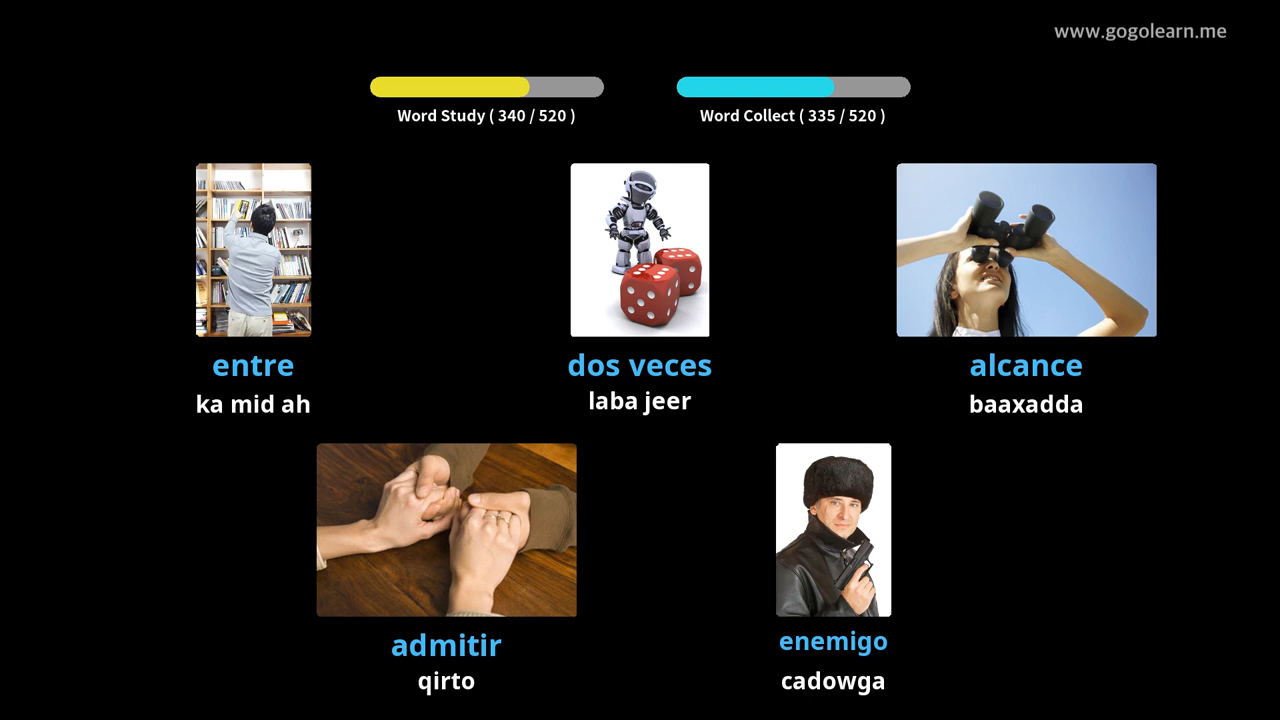 www.gogolearn.me
Word Study ( 340 / 520 )
Word Collect ( 335 / 520 )
entre
ka mid ah
dos veces
laba jeer
alcance
baaxadda
admitir
qirto
enemigo
cadowga